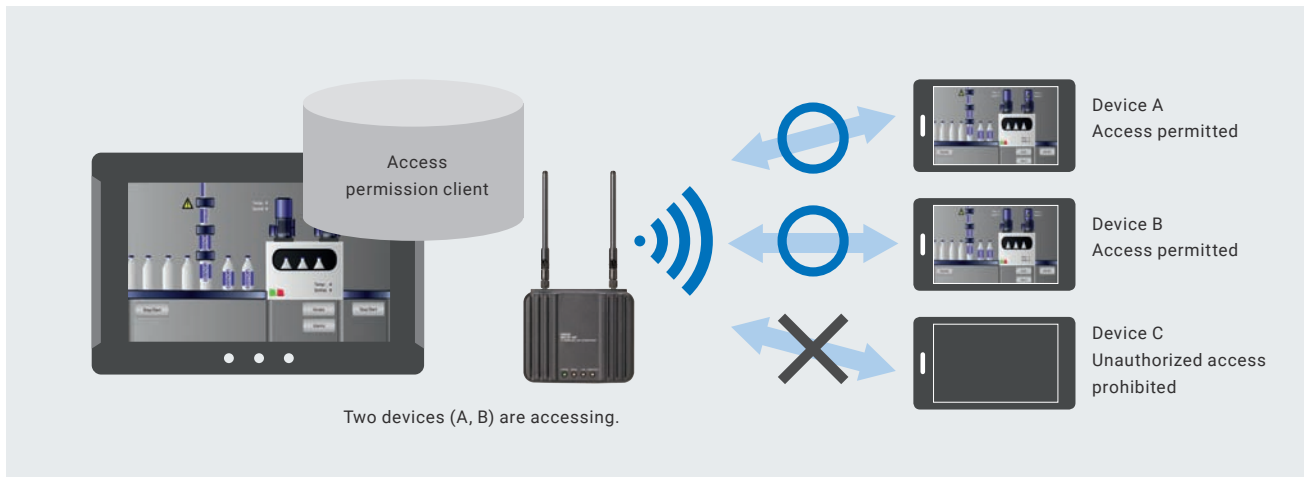 Access
permission client
Two devices (A, B) are accessing.
Device A
Access permitted
Device B
Access permitted
Device C
Unauthorized access
prohibited